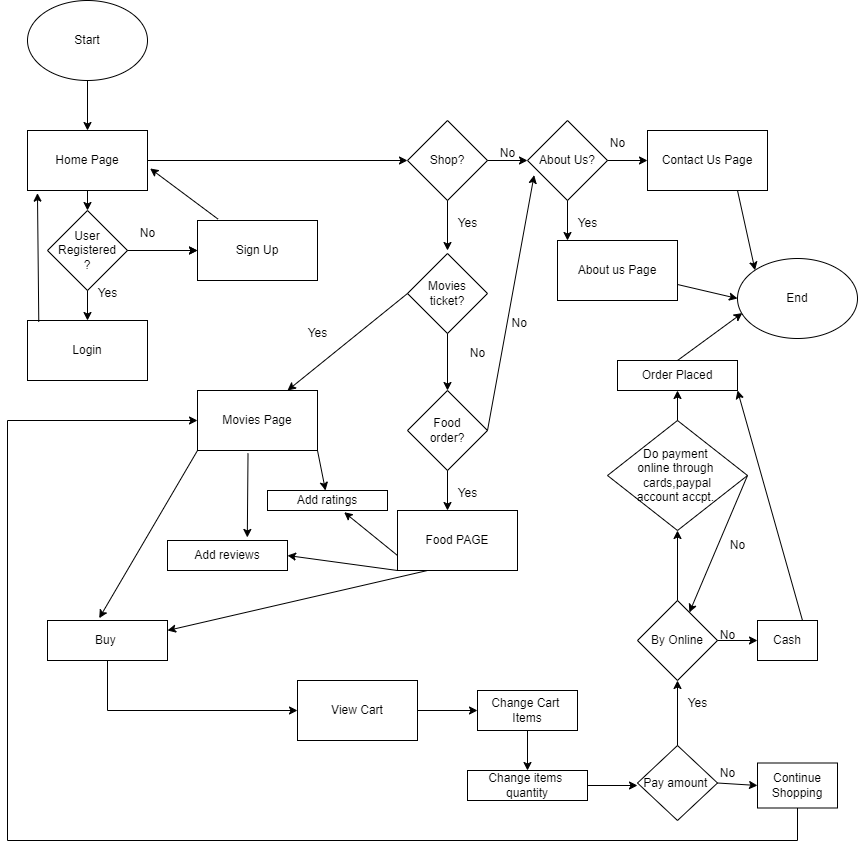 Start
Home Page
Shop?
No
About Us?
No
Contact Us Page
User
Registered
?
No
Sign Up
Yes
Yes
Yes
About us Page
Login
Movies
ticket?
Yes
No
No
End
Movies Page
Food
order?
Order Placed
Add ratings
Yes
Do payment
online through
cards,paypal
account accpt.
Add reviews
Food PAGE
No
Buy
By Online
No
Cash
View Cart
Change Cart
Items
Yes
Change items
quantity
Pay amount
No
Continue
Shopping